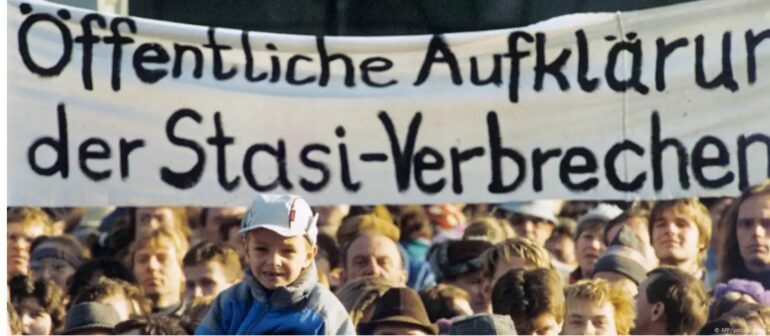 Öffentliche Aufklärun
der Stasi-Verbrechen